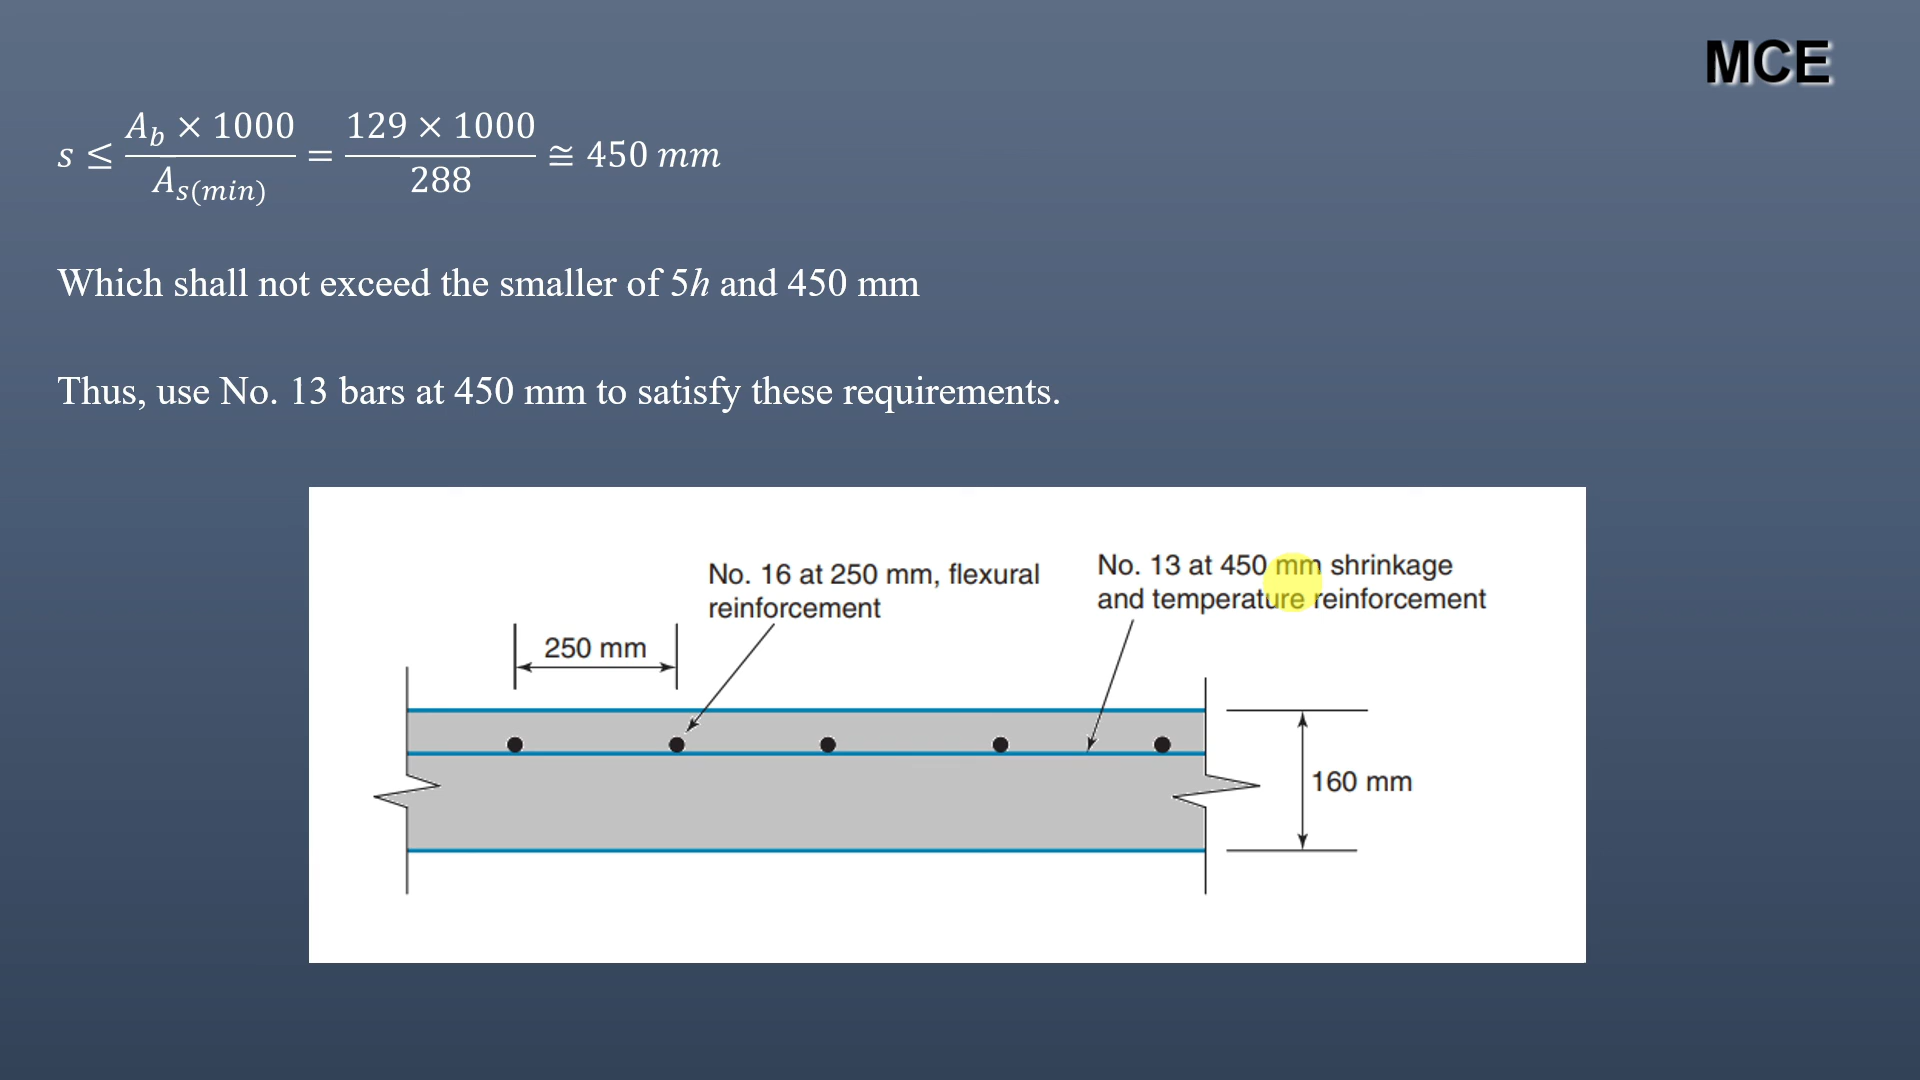 MCE
s ≤ A_b × 1000 / A_s(min) = 129 × 1000 / 288 ≅ 450 mm
Which shall not exceed the smaller of 5h and 450 mm
Thus, use No. 13 bars at 450 mm to satisfy these requirements.
No. 16 at 250 mm, flexural
reinforcement
No. 13 at 450 mm shrinkage
and temperature reinforcement
250 mm
160 mm